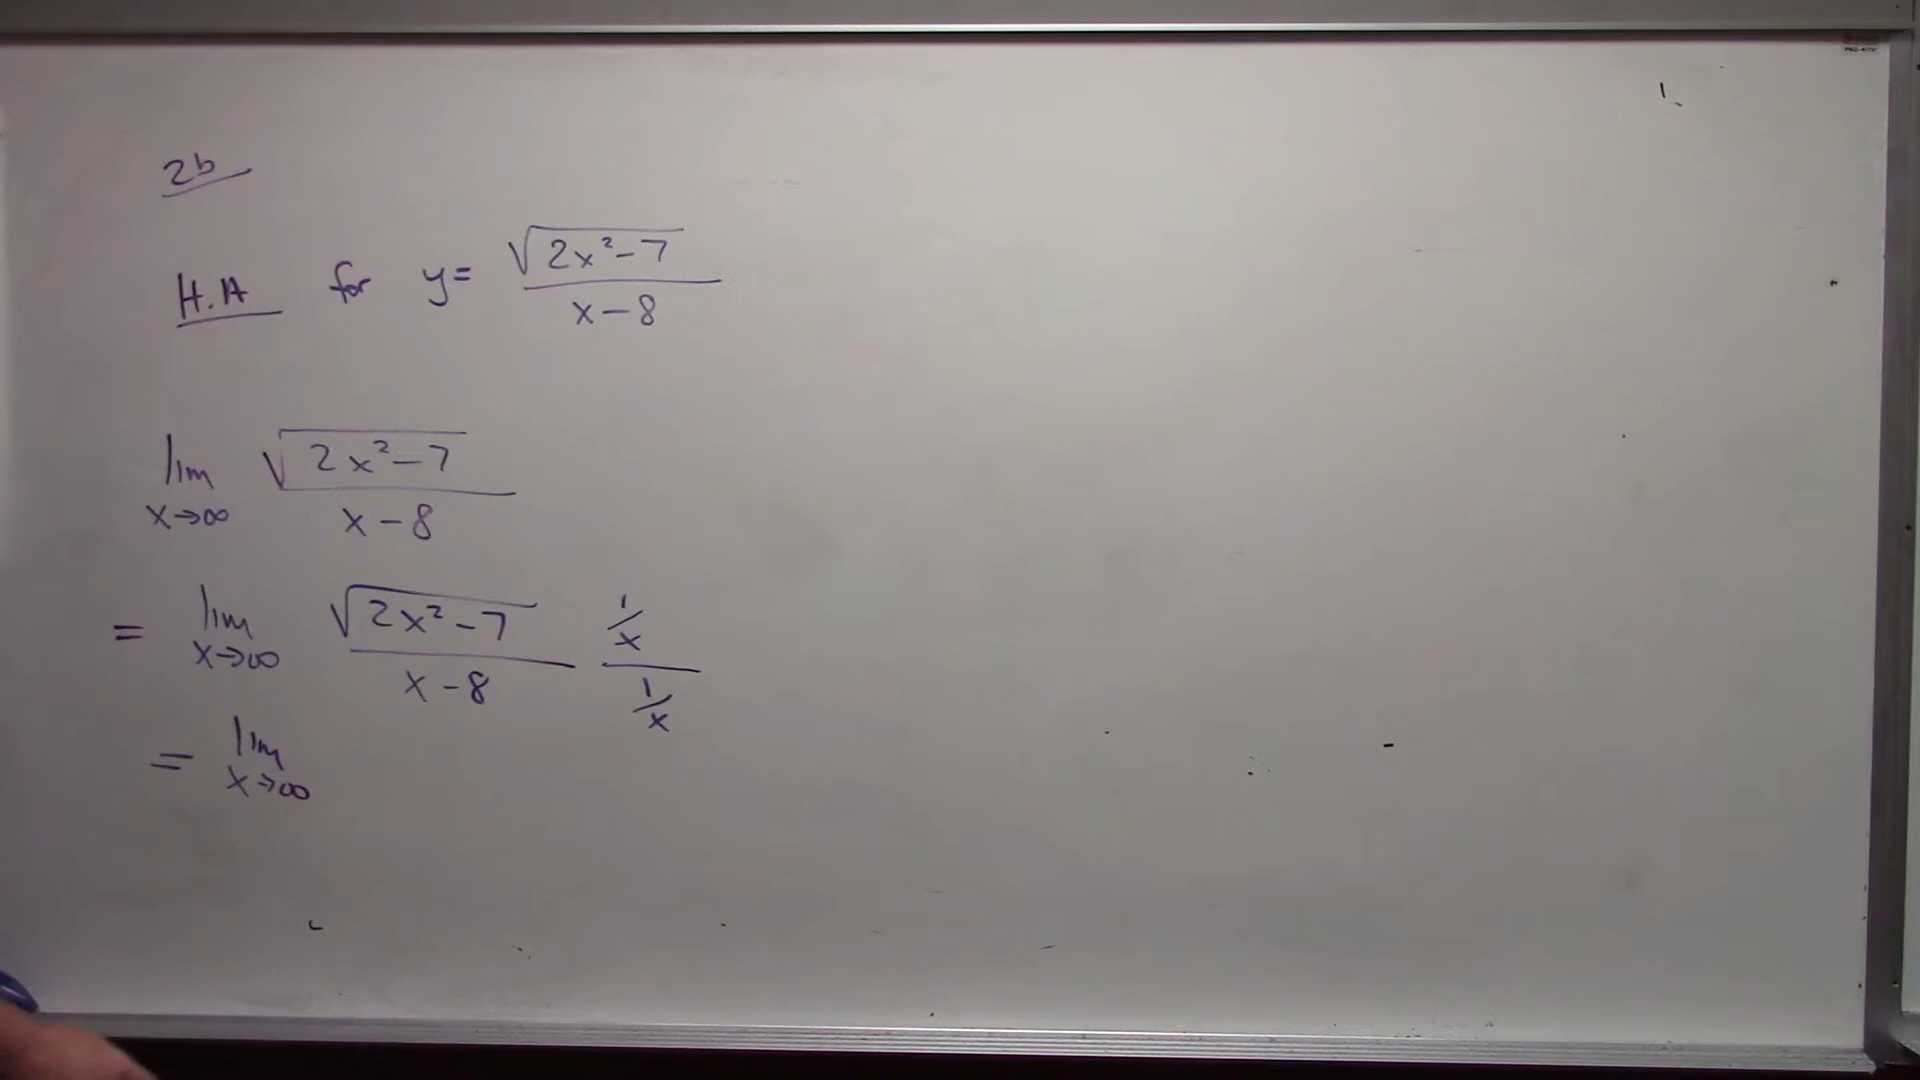 2b
H.A for y = √(2x² - 7) / (x - 8)
lim x→∞ √(2x² - 7) / (x - 8)
= lim x→∞ √(2x² - 7) / (x - 8) (1/x) / (1/x)
= lim x→∞